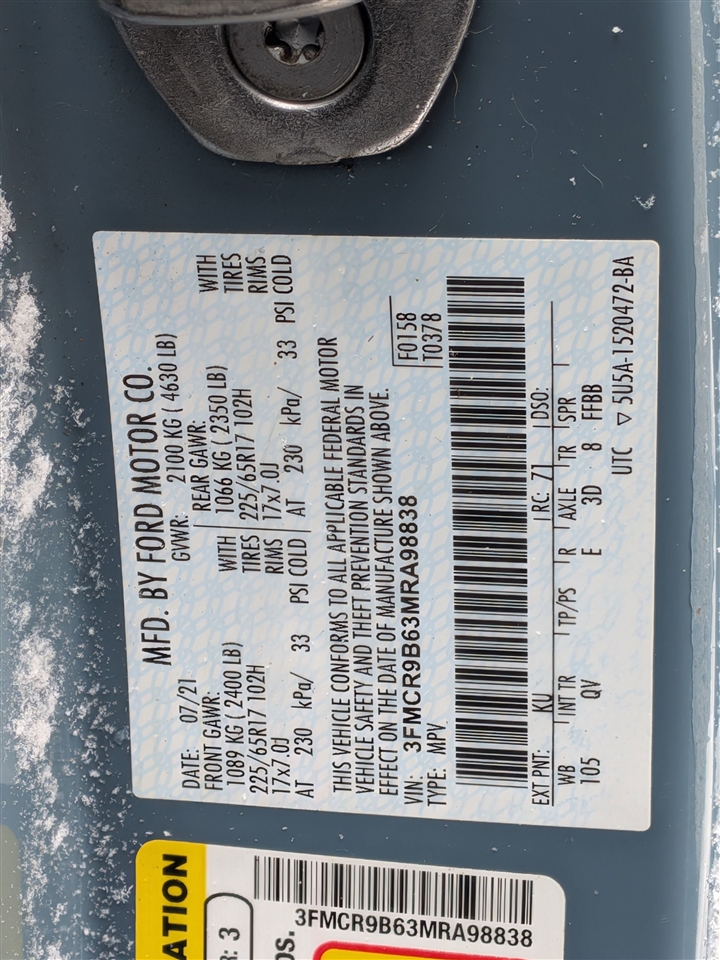 MFD. BY FORD MOTOR CO.
DATE: 07/21 GVWR: 2100 KG ( 4630 LB)
FRONT GAWR: REAR GAWR:
1089 KG ( 2400 LB) WITH 1066 KG ( 2350 LB) WITH
225/65R17 102H TIRES 225/65R17 102H TIRES
17x7.0J RIMS 17x7.0J RIMS
AT 230 kPa/ 33 PSI COLD AT 230 kPa/ 33 PSI COLD
THIS VEHICLE CONFORMS TO ALL APPLICABLE FEDERAL MOTOR
VEHICLE SAFETY AND THEFT PREVENTION STANDARDS IN
EFFECT ON THE DATE OF MANUFACTURE SHOWN ABOVE.
VIN: 3FMCR9B63MRA98838 F0158
TYPE: MPV T0378
EXT PNT: KU RC: 71 DSO:
WB INT TR TP/PS R AXLE TR SPR
105 QV E 3D 8 FFBB
UTC ▽ 5U5A-1520472-BA
ATION
R: 3
3FMCR9B63MRA98838